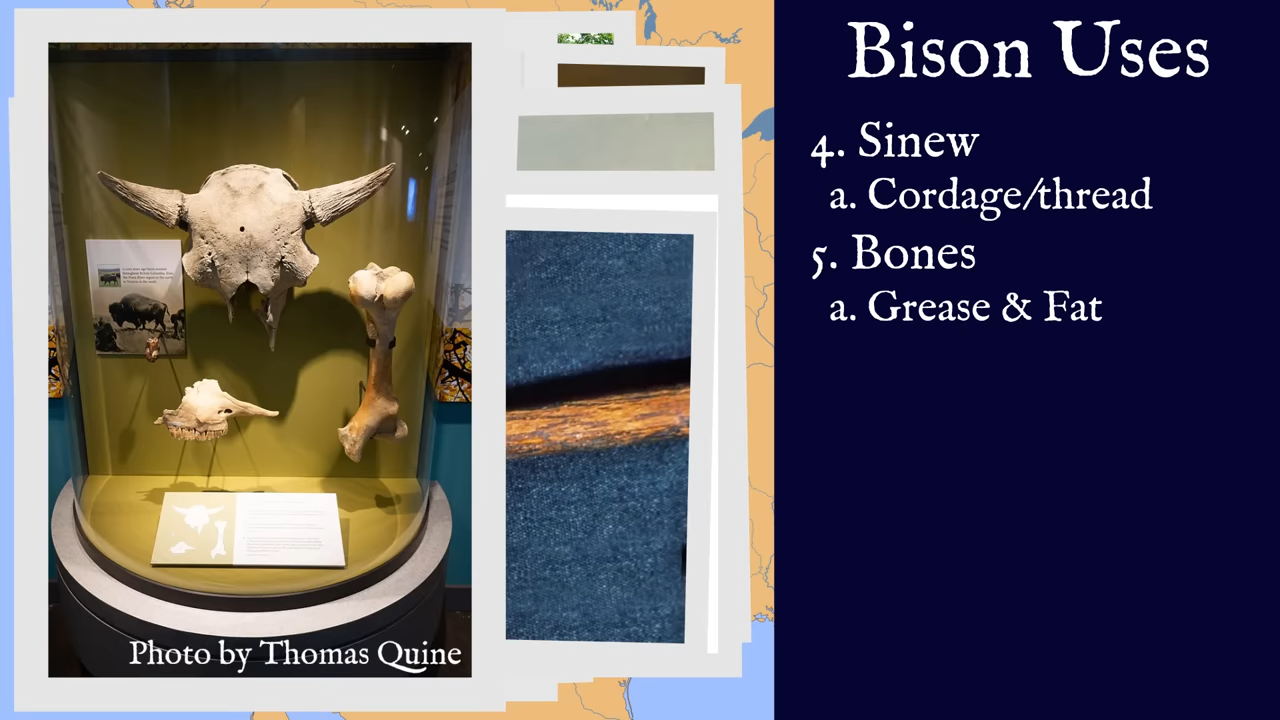 Bison Uses
4. Sinew
a. Cordage/thread
5. Bones
a. Grease & Fat
Photo by Thomas Quine